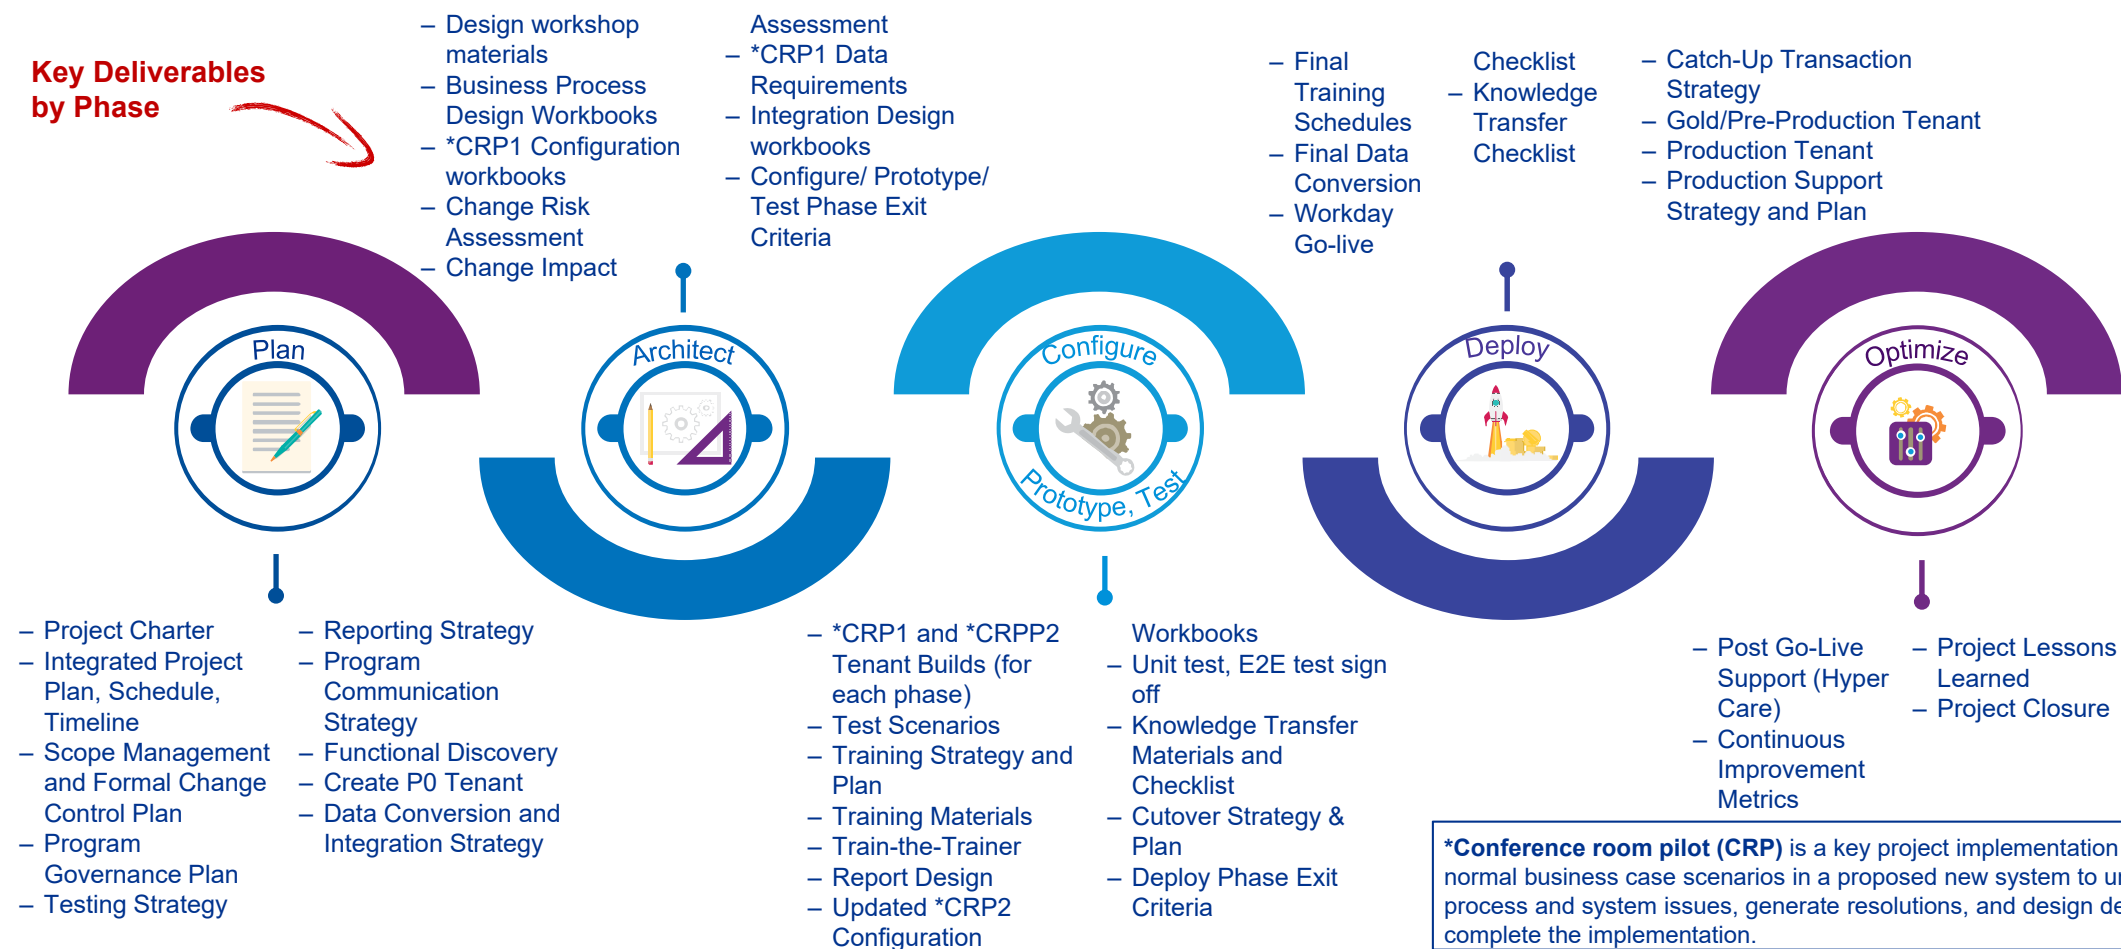 Key Deliverables
by Phase
– Design workshop
materials
– Business Process
Design Workbooks
– *CRP1 Configuration
workbooks
– Change Risk
Assessment
– Change Impact
Assessment
– *CRP1 Data
Requirements
– Integration Design
workbooks
– Configure/ Prototype/
Test Phase Exit
Criteria
– Final
Training
Schedules
– Final Data
Conversion
– Workday
Go-live
Checklist
– Knowledge
Transfer
Checklist
– Catch-Up Transaction
Strategy
– Gold/Pre-Production Tenant
– Production Tenant
– Production Support
Strategy and Plan
Plan
Architect
Configure
Prototype, Test
Deploy
Optimize
– Project Charter
– Integrated Project
Plan, Schedule,
Timeline
– Scope Management
and Formal Change
Control Plan
– Program
Governance Plan
– Testing Strategy
– Reporting Strategy
– Program
Communication
Strategy
– Functional Discovery
– Create P0 Tenant
– Data Conversion and
Integration Strategy
– *CRP1 and *CRPP2
Tenant Builds (for
each phase)
– Test Scenarios
– Training Strategy and
Plan
– Training Materials
– Train-the-Trainer
– Report Design
– Updated *CRP2
Configuration
Workbooks
– Unit test, E2E test sign
off
– Knowledge Transfer
Materials and
Checklist
– Cutover Strategy &
Plan
– Deploy Phase Exit
Criteria
– Post Go-Live
Support (Hyper
Care)
– Continuous
Improvement
Metrics
– Project Lessons
Learned
– Project Closure
*Conference room pilot (CRP) is a key project implementation
normal business case scenarios in a proposed new system to
process and system issues, generate resolutions, and design
complete the implementation.